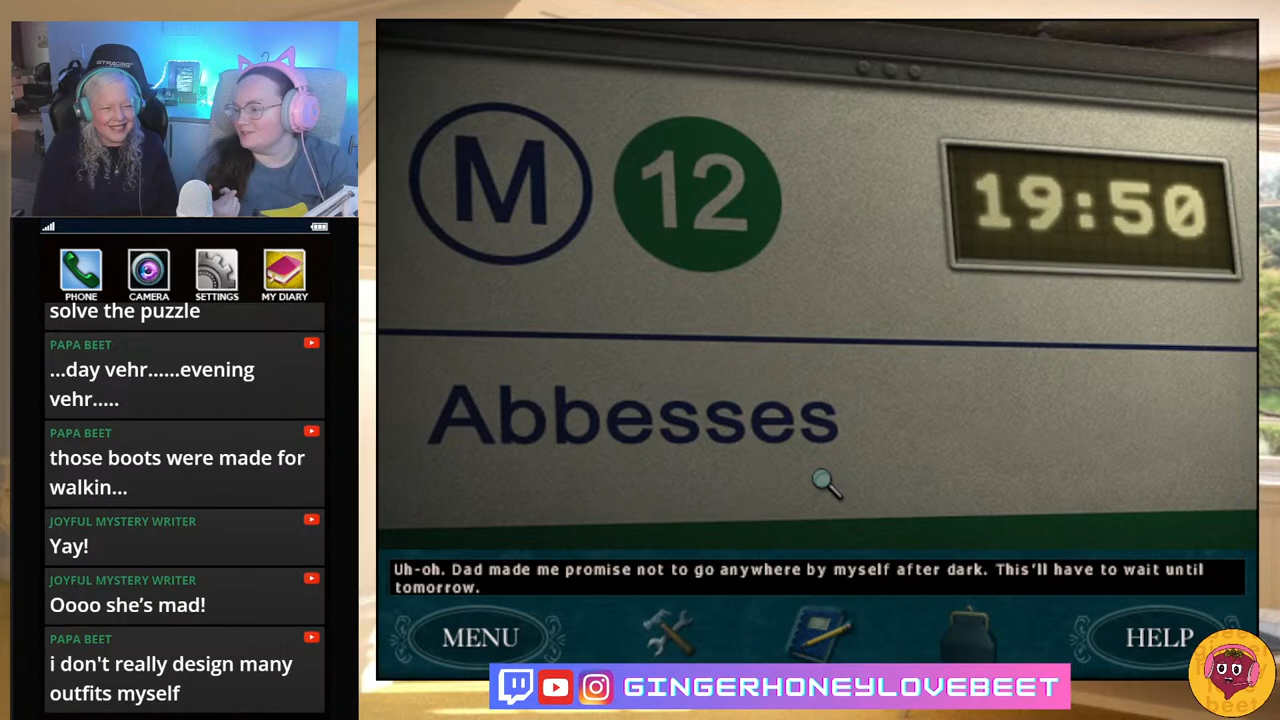 GTRACING
PHONE
CAMERA
SETTINGS
MY DIARY
solve the puzzle
PAPA BEET
...day vehr......evening
vehr.....
PAPA BEET
those boots were made for
walkin...
JOYFUL MYSTERY WRITER
Yay!
JOYFUL MYSTERY WRITER
Oooo she's mad!
PAPA BEET
i don't really design many
outfits myself
M 12 19:50
Abbesses
Uh-oh. Dad made me promise not to go anywhere by myself after dark. This'll have to wait until
tomorrow.
MENU
HELP
GINGERHONEYLOVEBEET